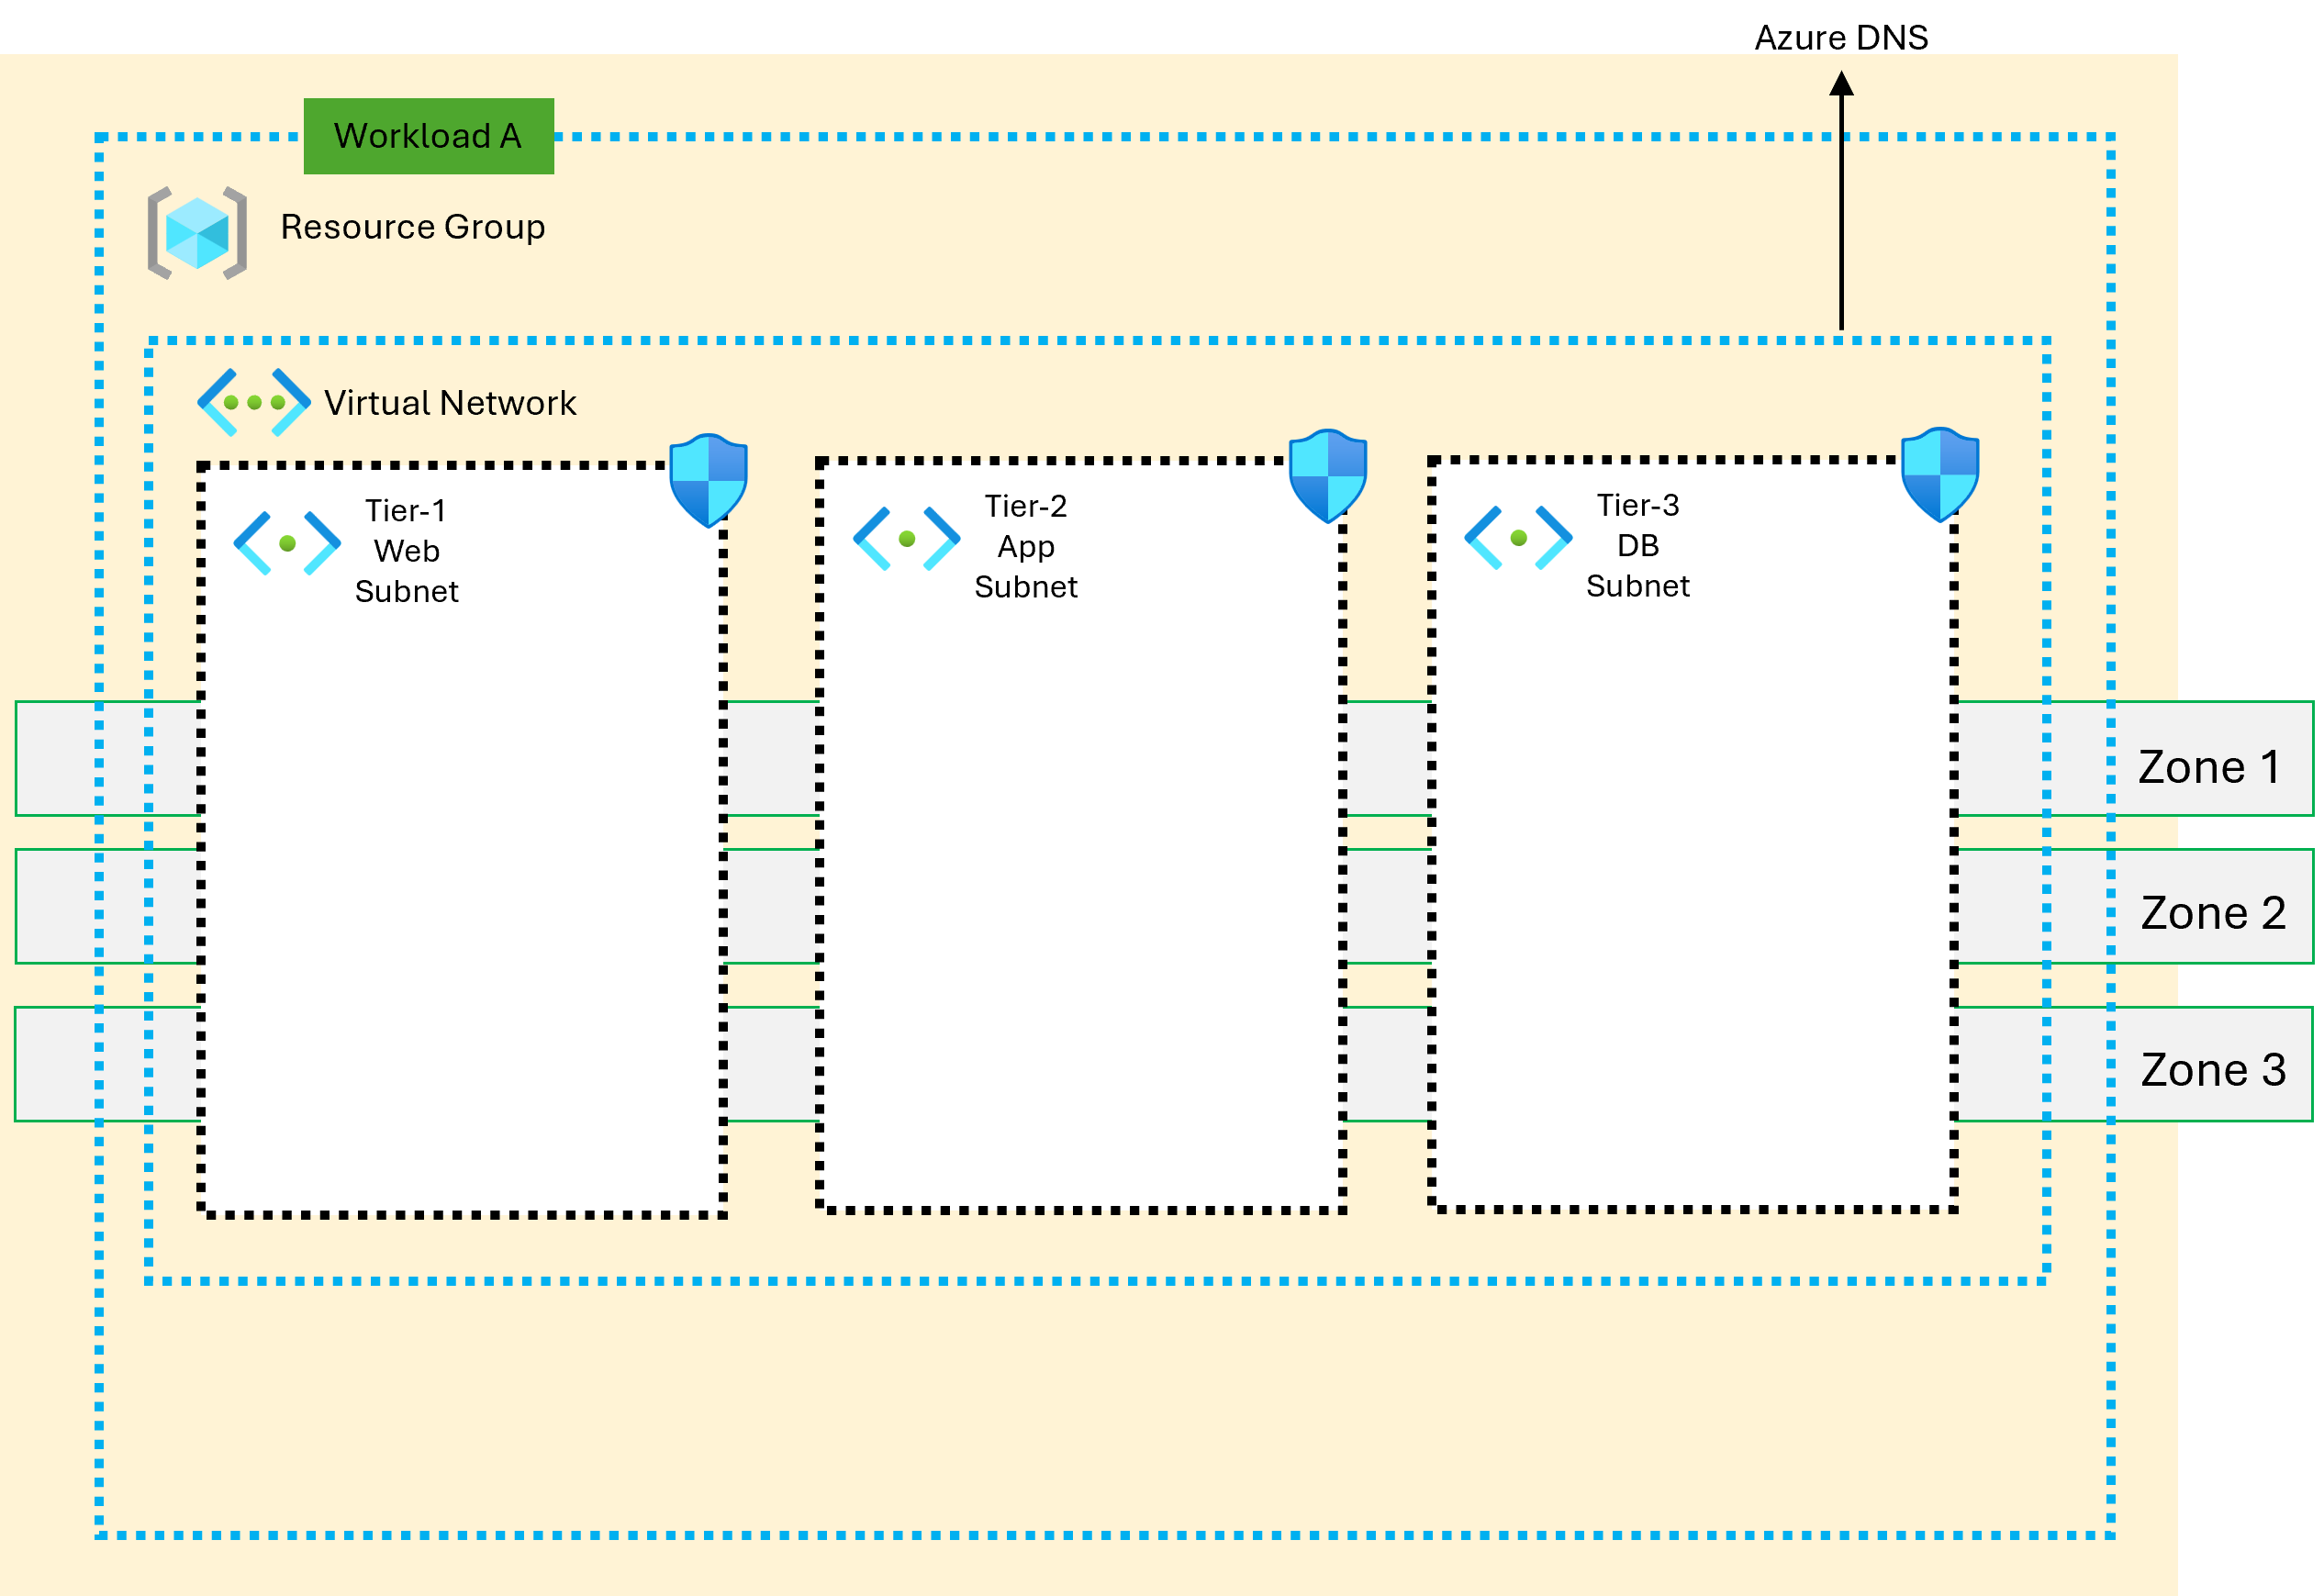 Azure DNS
Workload A
Resource Group
Virtual Network
Tier-1
Web
Subnet
Tier-2
App
Subnet
Tier-3
DB
Subnet
Zone 1
Zone 2
Zone 3